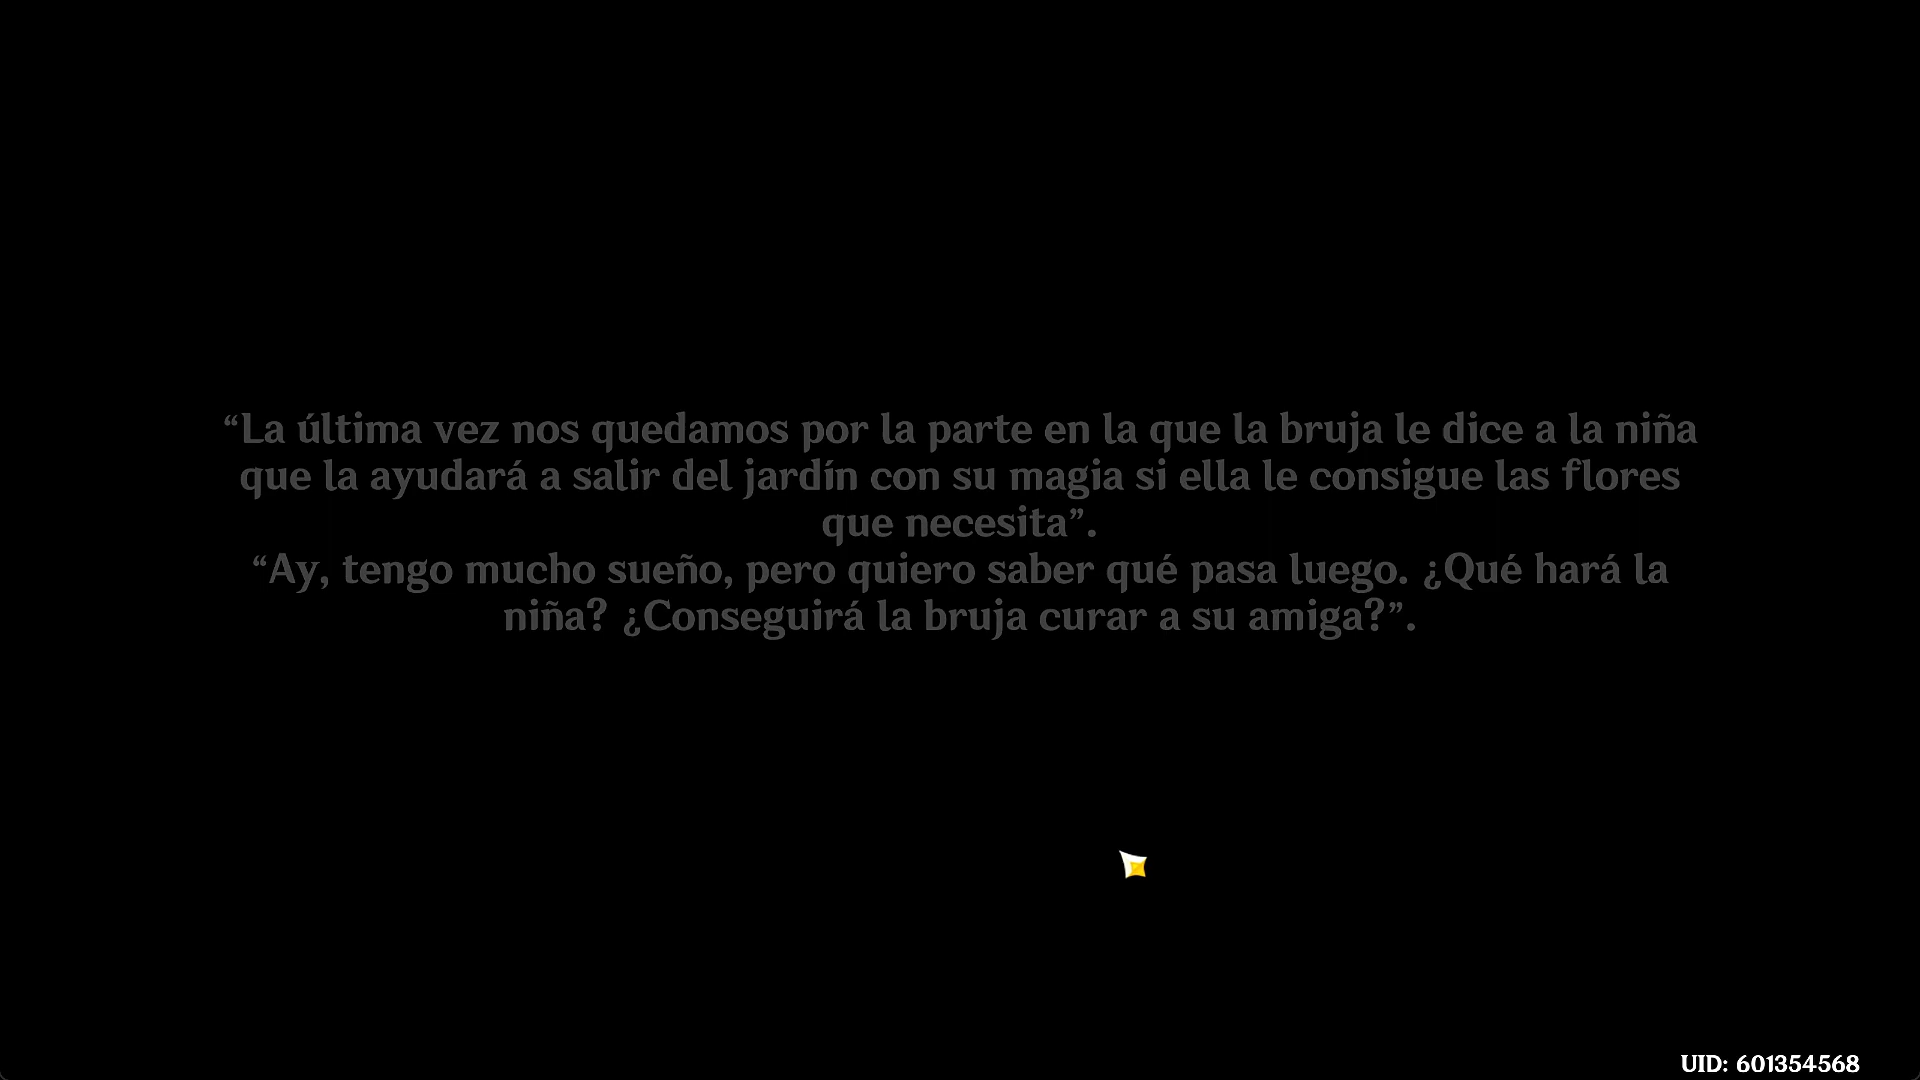 “La última vez nos quedamos por la parte en la que la bruja le dice a la niña
que la ayudará a salir del jardín con su magia si ella le consigue las flores
que necesita”.
“Ay, tengo mucho sueño, pero quiero saber qué pasa luego. ¿Qué hará la
niña? ¿Conseguirá la bruja curar a su amiga?”.
UID: 601354568